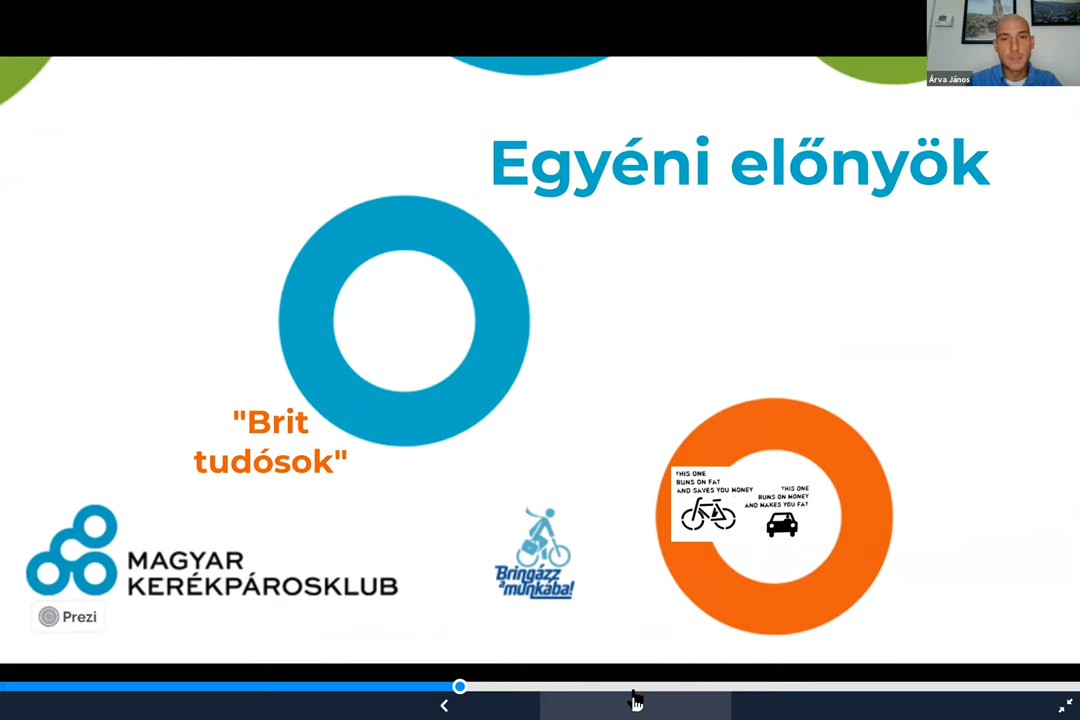 Árva János
Egyéni előnyök
"Brit
tudósok"
THIS ONE
RUNS ON FAT
AND SAVES YOU MONEY
THIS ONE
RUNS ON MONEY
AND MAKES YOU FAT
MAGYAR
KERÉKPÁROSKLUB
Bringázz
a munkába!
Prezi